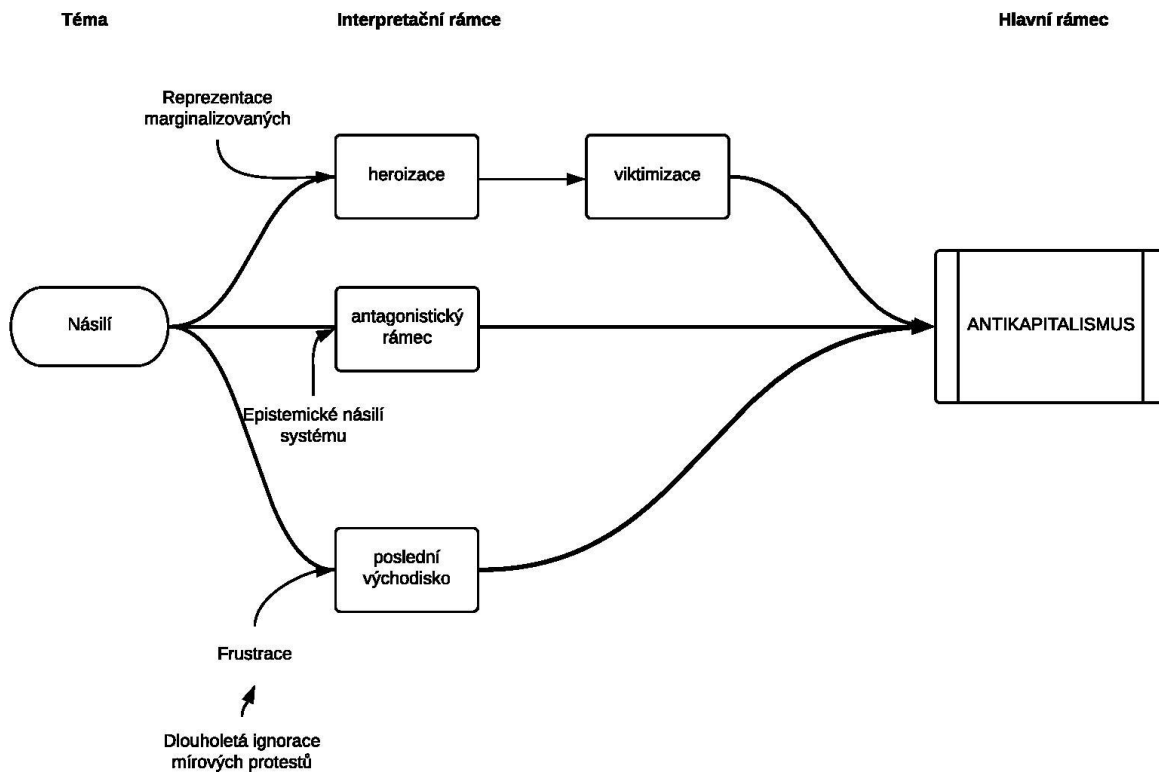 Téma
Interpretační rámce
Hlavní rámec
Reprezentace
marginalizovaných
heroizace
viktimizace
Násilí
antagonistický
rámec
ANTIKAPITALISMUS
Epistemické násilí
systému
poslední
východisko
Frustrace
Dlouholetá ignorace
mírových protestů